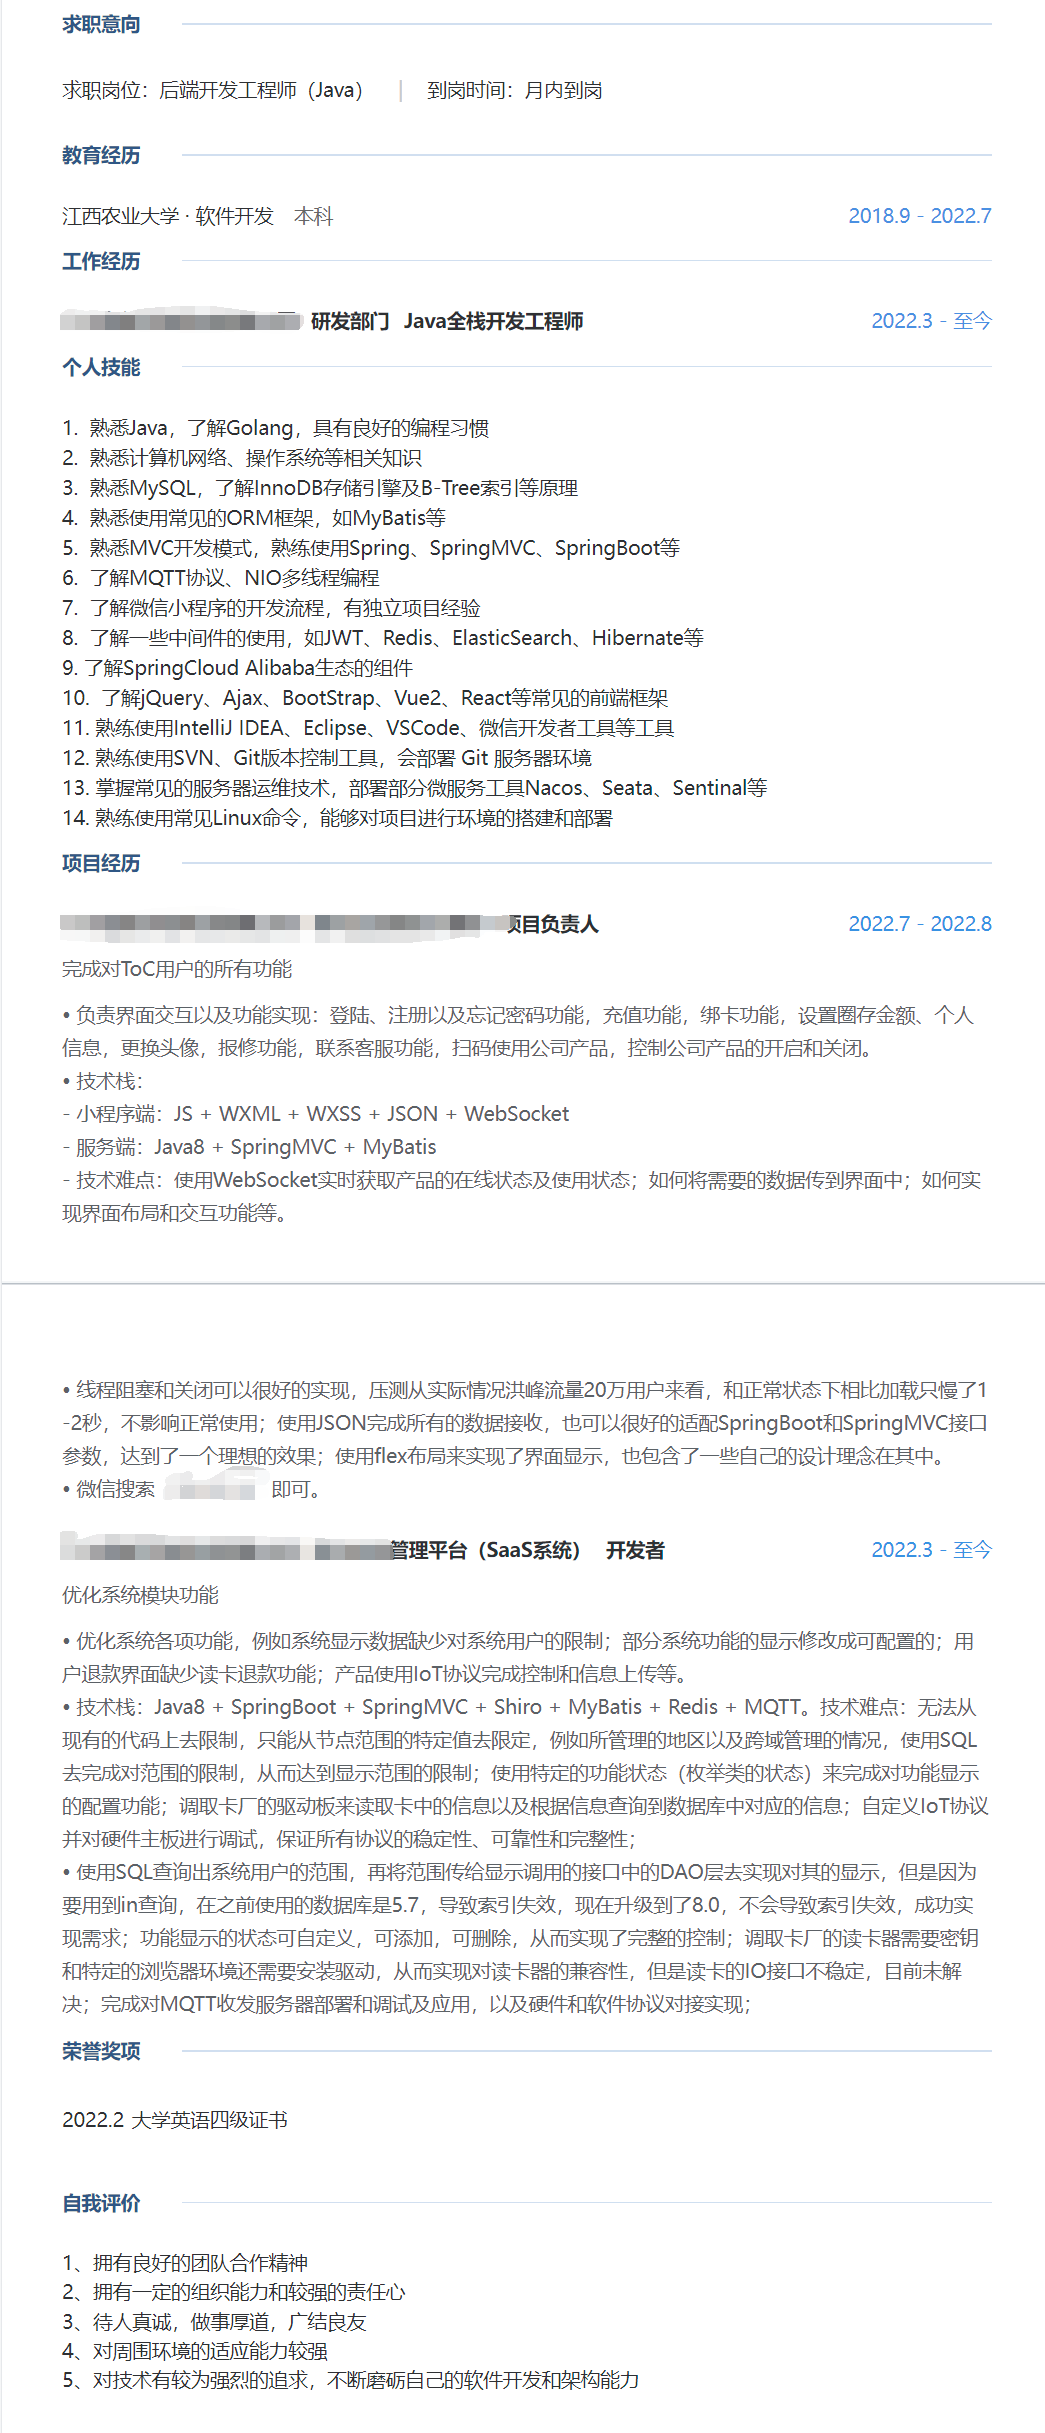 求职意向
求职岗位：后端开发工程师（Java） | 到岗时间：月内到岗
教育经历
江西农业大学 · 软件开发 本科 2018.9 - 2022.7
工作经历
研发部门 Java全栈开发工程师 2022.3 - 至今
个人技能
1. 熟悉Java，了解Golang，具有良好的编程习惯
2. 熟悉计算机网络、操作系统等相关知识
3. 熟悉MySQL，了解InnoDB存储引擎及B-Tree索引等原理
4. 熟悉使用常见的ORM框架，如MyBatis等
5. 熟悉MVC开发模式，熟练使用Spring、SpringMVC、SpringBoot等
6. 了解MQTT协议、NIO多线程编程
7. 了解微信小程序的开发流程，有独立项目经验
8. 了解一些中间件的使用，如JWT、Redis、ElasticSearch、Hibernate等
9. 了解SpringCloud Alibaba生态的组件
10. 了解jQuery、Ajax、BootStrap、Vue2、React等常见的前端框架
11. 熟练使用IntelliJ IDEA、Eclipse、VSCode、微信开发者工具等工具
12. 熟练使用SVN、Git版本控制工具，会部署 Git 服务器环境
13. 掌握常见的服务器运维技术，部署部分微服务工具Nacos、Seata、Sentinal等
14. 熟练使用常见Linux命令，能够对项目进行环境的搭建和部署
项目经历
项目负责人 2022.7 - 2022.8
完成对ToC用户的所有功能
• 负责界面交互以及功能实现：登陆、注册以及忘记密码功能，充值功能，绑卡功能，设置圈存金额、个人
信息，更换头像，报修功能，联系客服功能，扫码使用公司产品，控制公司产品的开启和关闭。
• 技术栈：
- 小程序端：JS + WXML + WXSS + JSON + WebSocket
- 服务端：Java8 + SpringMVC + MyBatis
- 技术难点：使用WebSocket实时获取产品的在线状态及使用状态；如何将需要的数据传到界面中；如何实
现界面布局和交互功能等。
• 线程阻塞和关闭可以很好的实现，压测从实际情况洪峰流量20万用户来看，和正常状态下相比加载只慢了1
-2秒，不影响正常使用；使用JSON完成所有的数据接收，也可以很好的适配SpringBoot和SpringMVC接口
参数，达到了一个理想的效果；使用flex布局来实现了界面显示，也包含了一些自己的设计理念在其中。
• 微信搜索 即可。
管理平台（SaaS系统） 开发者 2022.3 - 至今
优化系统模块功能
• 优化系统各项功能，例如系统显示数据缺少对系统用户的限制；部分系统功能的显示修改成可配置的；用
户退款界面缺少读卡退款功能；产品使用IoT协议完成控制和信息上传等。
• 技术栈：Java8 + SpringBoot + SpringMVC + Shiro + MyBatis + Redis + MQTT。技术难点：无法从
现有的代码上去限制，只能从节点范围的特定值去限定，例如所管理的地区以及跨域管理的情况，使用SQL
去完成对范围的限制，从而达到显示范围的限制；使用特定的功能状态（枚举类的状态）来完成对功能显示
的配置功能；调取卡厂的驱动板来读取卡中的信息以及根据信息查询到数据库中对应的信息；自定义IoT协议
并对硬件主板进行调试，保证所有协议的稳定性、可靠性和完整性；
• 使用SQL查询出系统用户的范围，再将范围传给显示调用的接口中的DAO层去实现对其的显示，但是因为
要用到in查询，在之前使用的数据库是5.7，导致索引失效，现在升级到了8.0，不会导致索引失效，成功实
现需求；功能显示的状态可自定义，可添加，可删除，从而实现了完整的控制；调取卡厂的读卡器需要密钥
和特定的浏览器环境还需要安装驱动，从而实现对读卡器的兼容性，但是读卡的IO接口不稳定，目前未解
决；完成对MQTT收发服务器部署和调试及应用，以及硬件和软件协议对接实现；
荣誉奖项
2022.2 大学英语四级证书
自我评价
1、拥有良好的团队合作精神
2、拥有一定的组织能力和较强的责任心
3、待人真诚，做事厚道，广结良友
4、对周围环境的适应能力较强
5、对技术有较为强烈的追求，不断磨砺自己的软件开发和架构能力